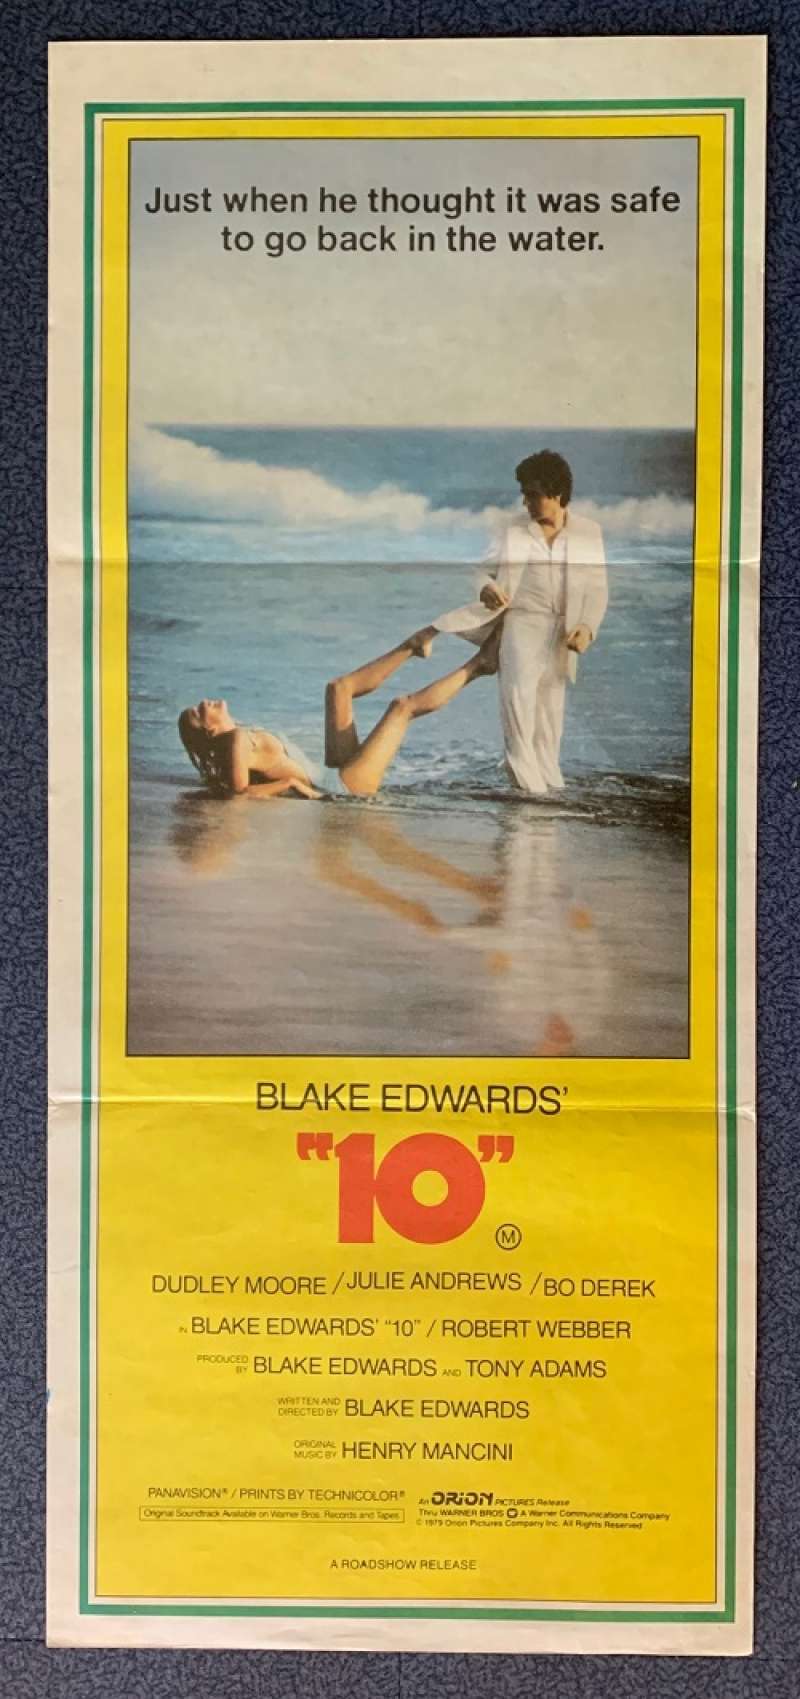 Just when he thought it was safe
to go back in the water.
BLAKE EDWARDS'
"10"
M
DUDLEY MOORE / JULIE ANDREWS / BO DEREK
IN BLAKE EDWARDS' "10" / ROBERT WEBBER
PRODUCED BY BLAKE EDWARDS AND TONY ADAMS
WRITTEN AND DIRECTED BY BLAKE EDWARDS
ORIGINAL MUSIC BY HENRY MANCINI
PANAVISION® / PRINTS BY TECHNICOLOR®
Original Soundtrack Available on Warner Bros. Records and Tapes
An ORION PICTURES Release
Thru WARNER BROS A Warner Communications Company
© 1979 Orion Pictures Company Inc. All Rights Reserved
A ROADSHOW RELEASE